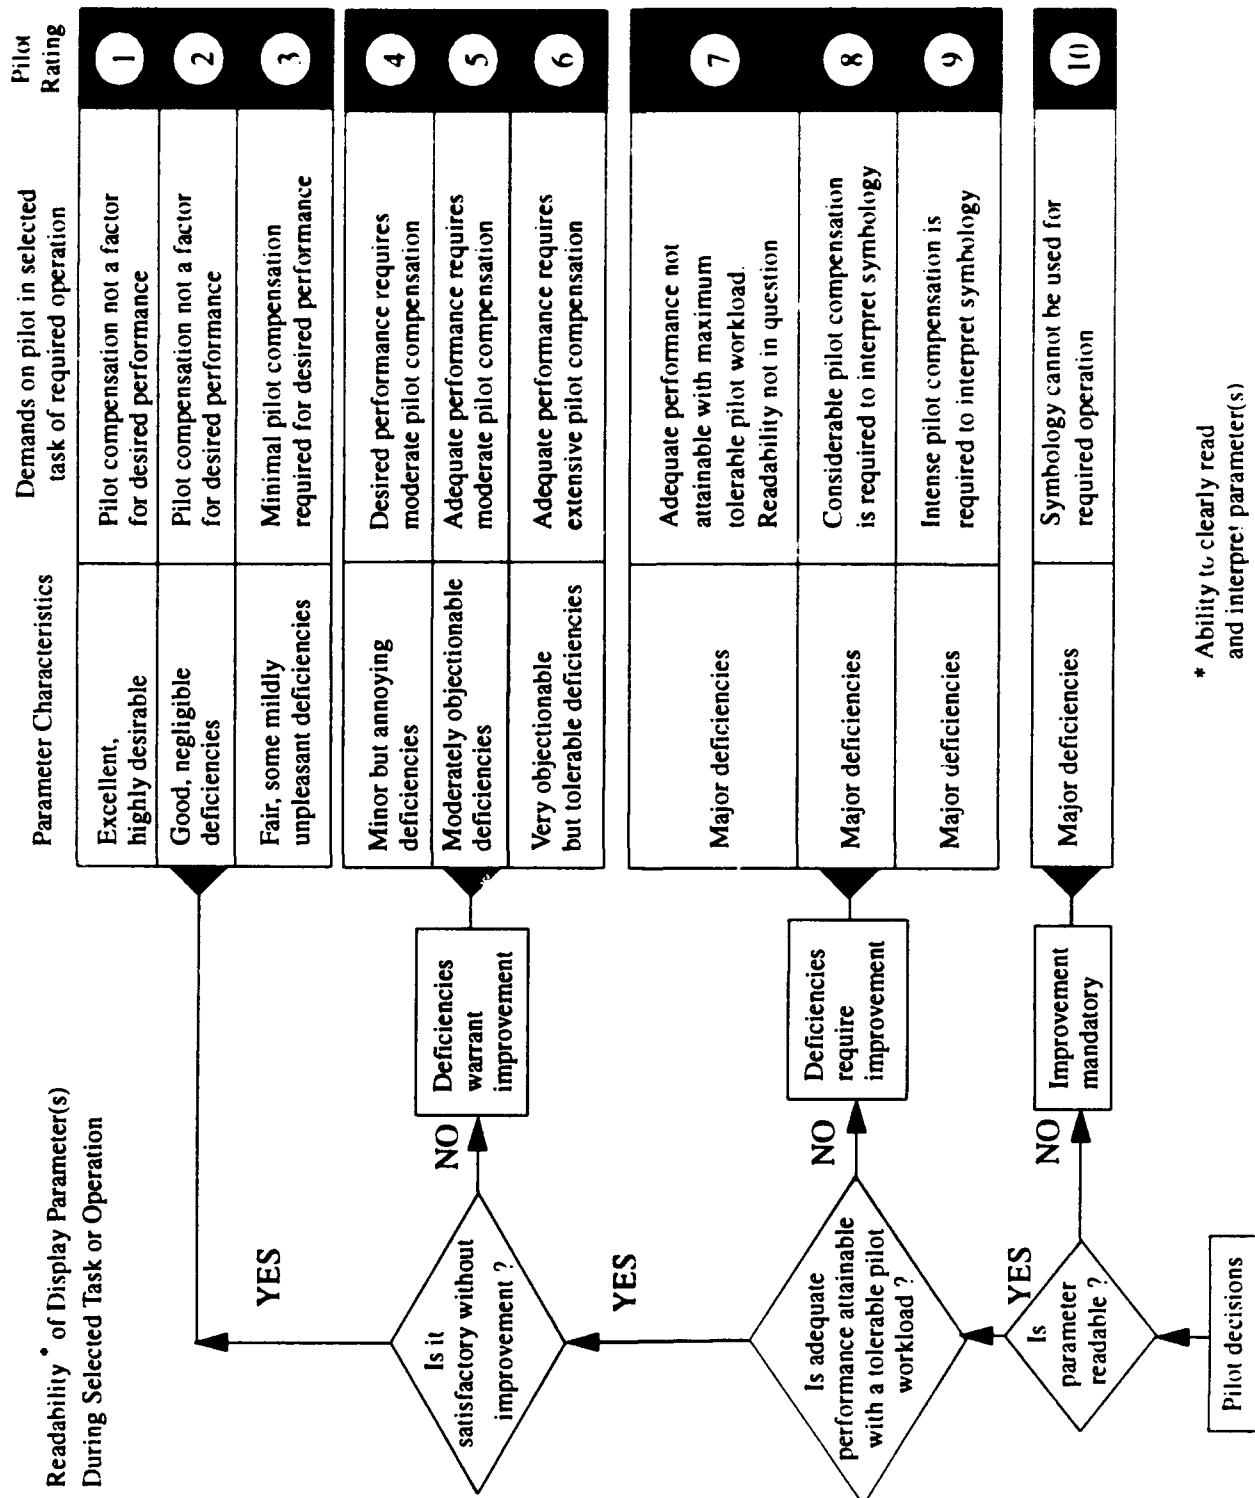 Readability * of Display Parameter(s)
During Selected Task or Operation
Parameter Characteristics
Demands on pilot in selected
task of required operation
Pilot
Rating
Excellent,
highly desirable
Pilot compensation not a factor
for desired performance
1
Good, negligible
deficiencies
Pilot compensation not a factor
for desired performance
2
Fair, some mildly
unpleasant deficiencies
Minimal pilot compensation
required for desired performance
3
YES
Is it
satisfactory without
improvement ?
NO
Deficiencies
warrant
improvement
Minor but annoying
deficiencies
Desired performance requires
moderate pilot compensation
4
Moderately objectionable
deficiencies
Adequate performance requires
moderate pilot compensation
5
Very objectionable
but tolerable deficiencies
Adequate performance requires
extensive pilot compensation
6
YES
Is adequate
performance attainable
with a tolerable pilot
workload ?
NO
Deficiencies
require
improvement
Major deficiencies
Adequate performance not
attainable with maximum
tolerable pilot workload.
Readability not in question
7
Major deficiencies
Considerable pilot compensation
is required to interpret symbology
8
Major deficiencies
Intense pilot compensation is
required to interpret symbology
9
YES
Is
parameter
readable ?
NO
Improvement
mandatory
Major deficiencies
Symbology cannot be used for
required operation
10
Pilot decisions
* Ability to clearly read
and interpret parameter(s)